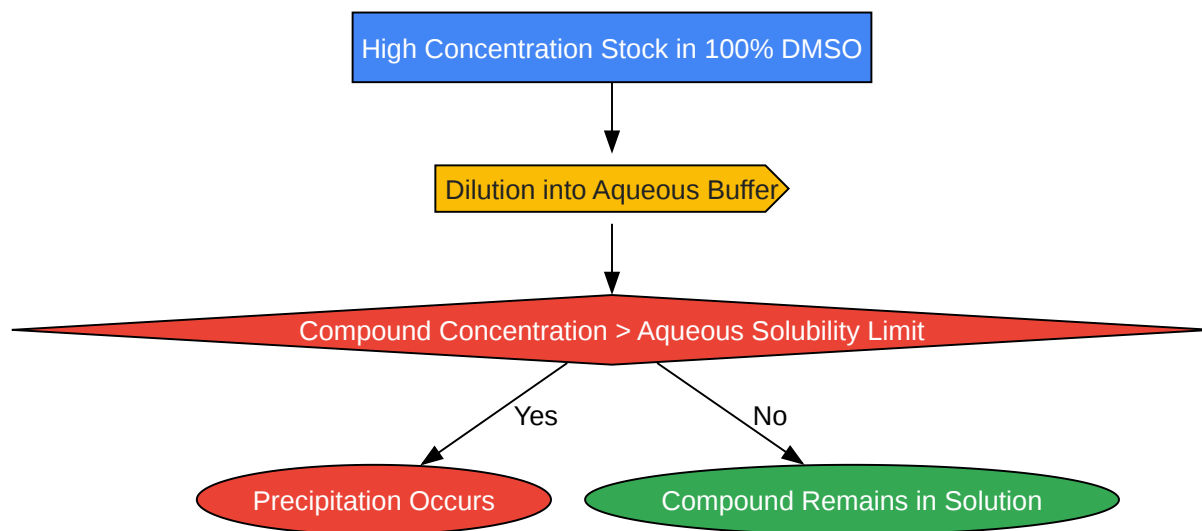 High Concentration Stock in 100% DMSO
Dilution into Aqueous Buffer
Compound Concentration > Aqueous Solubility Limit
Yes
No
Precipitation Occurs
Compound Remains in Solution